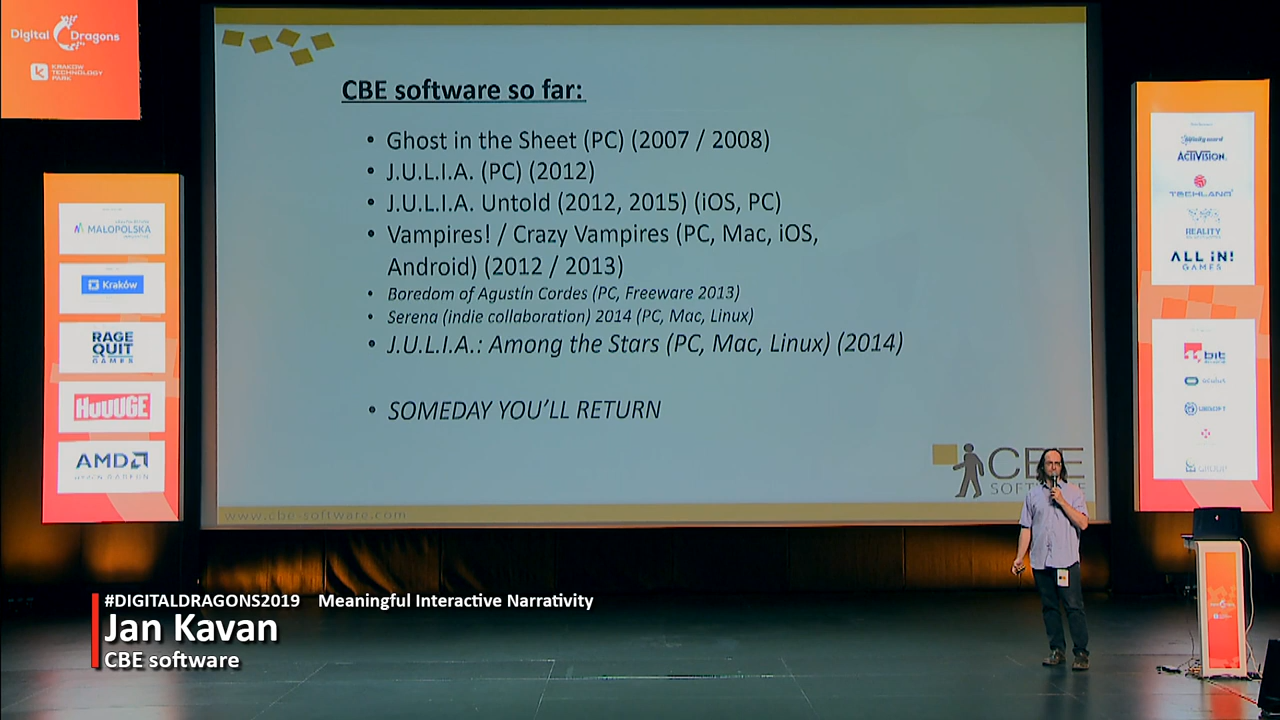 Digital Dragons
KRAKÓW
TECHNOLOGY
PARK
CBE software so far:
• Ghost in the Sheet (PC) (2007 / 2008)
• J.U.L.I.A. (PC) (2012)
• J.U.L.I.A. Untold (2012, 2015) (iOS, PC)
• Vampires! / Crazy Vampires (PC, Mac, iOS,
Android) (2012 / 2013)
• Boredom of Agustín Cordes (PC, Freeware 2013)
• Serena (indie collaboration) 2014 (PC, Mac, Linux)
• J.U.L.I.A.: Among the Stars (PC, Mac, Linux) (2014)
• SOMEDAY YOU'LL RETURN
CBE
SOFTWARE
www.cbe-software.com
MAŁOPOLSKA
Kraków
RAGE
QUIT
GAMES
HUUUGE
AMD
ACTIVISION
TECHLAND
REALITY
ALL iN!
GAMES
11 bit
oculus
UBISOFT
#DIGITALDRAGONS2019 Meaningful Interactive Narrativity
Jan Kavan
CBE software